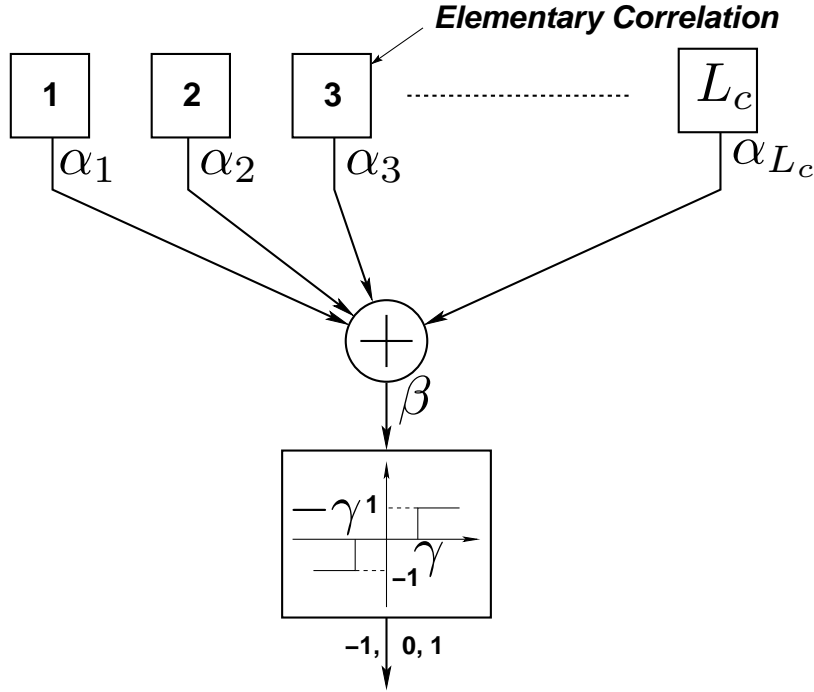 Elementary Correlation
1 2 3 L_c
α_1 α_2 α_3 α_{L_c}
β
−γ 1
γ
−1
−1, 0, 1